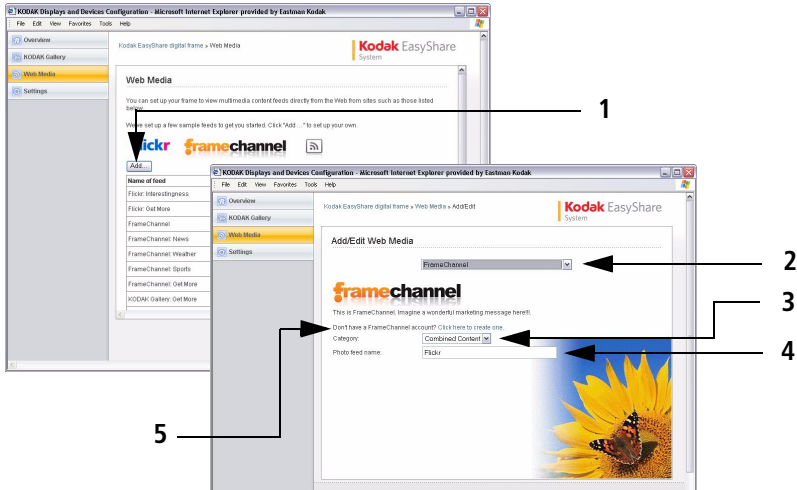 KODAK Displays and Devices Configuration - Microsoft Internet Explorer provided by Eastman Kodak
File Edit View Favorites Tools Help
Overview
KODAK Gallery
Web Media
Settings
Kodak EasyShare digital frame » Web Media
Kodak EasyShare
System
Web Media
You can set up your frame to view multimedia content feeds directly from the Web from sites such as those listed
below.
We've set up a few sample feeds to get you started. Click "Add ..." to set up your own.
framechannel
Add...
Name of feed
Flickr: Interestingness
Flickr: Get More
FrameChannel
FrameChannel: News
FrameChannel: Weather
FrameChannel: Sports
FrameChannel: Get More
KODAK Gallery: Get More
1
KODAK Displays and Devices Configuration - Microsoft Internet Explorer provided by Eastman Kodak
File Edit View Favorites Tools Help
Overview
KODAK Gallery
Web Media
Settings
Kodak EasyShare digital frame » Web Media » Add/Edit
Kodak EasyShare
System
Add/Edit Web Media
FrameChannel
2
framechannel
This is FrameChannel. Imagine a wonderful marketing message here!!!.
3
Don't have a FrameChannel account? Click here to create one.
Category: Combined Content
Photo feed name: Flickr
4
5